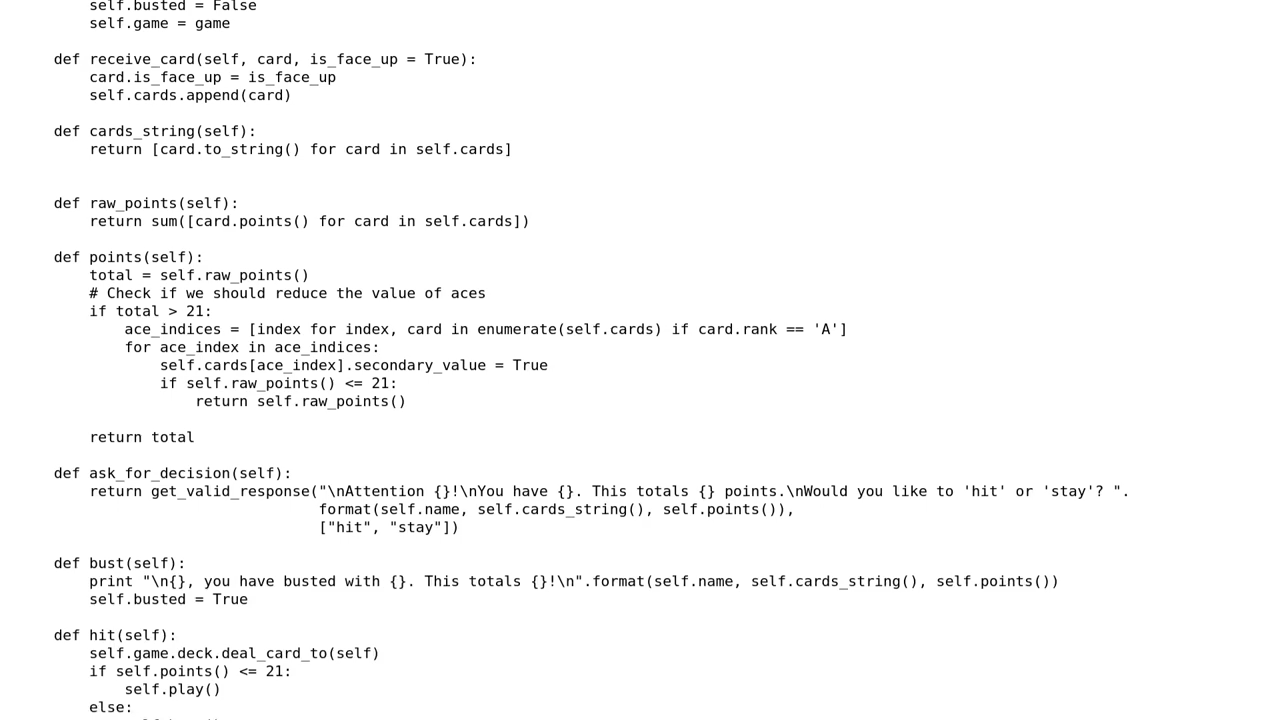 self.busted = False
self.game = game
def receive_card(self, card, is_face_up = True):
card.is_face_up = is_face_up
self.cards.append(card)
def cards_string(self):
return [card.to_string() for card in self.cards]
def raw_points(self):
return sum([card.points() for card in self.cards])
def points(self):
total = self.raw_points()
# Check if we should reduce the value of aces
if total > 21:
ace_indices = [index for index, card in enumerate(self.cards) if card.rank == 'A']
for ace_index in ace_indices:
self.cards[ace_index].secondary_value = True
if self.raw_points() <= 21:
return self.raw_points()
return total
def ask_for_decision(self):
return get_valid_response("\nAttention {}!\nYou have {}. This totals {} points.\nWould you like to 'hit' or 'stay'? ".
format(self.name, self.cards_string(), self.points()),
["hit", "stay"])
def bust(self):
print "\n{}, you have busted with {}. This totals {}!\n".format(self.name, self.cards_string(), self.points())
self.busted = True
def hit(self):
self.game.deck.deal_card_to(self)
if self.points() <= 21:
self.play()
else: